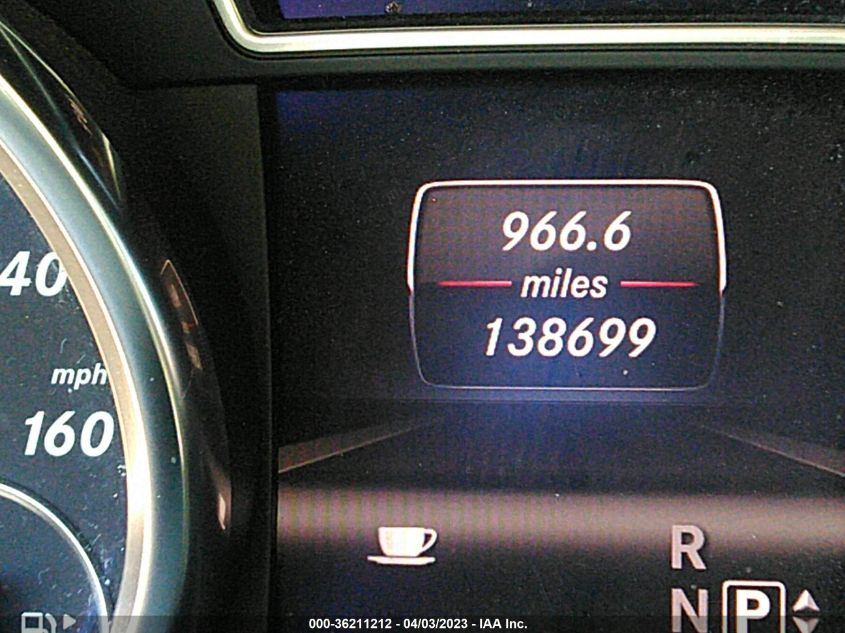 966.6
miles
138699
40
mph
160
R
N P
000-36211212 - 04/03/2023 - IAA Inc.